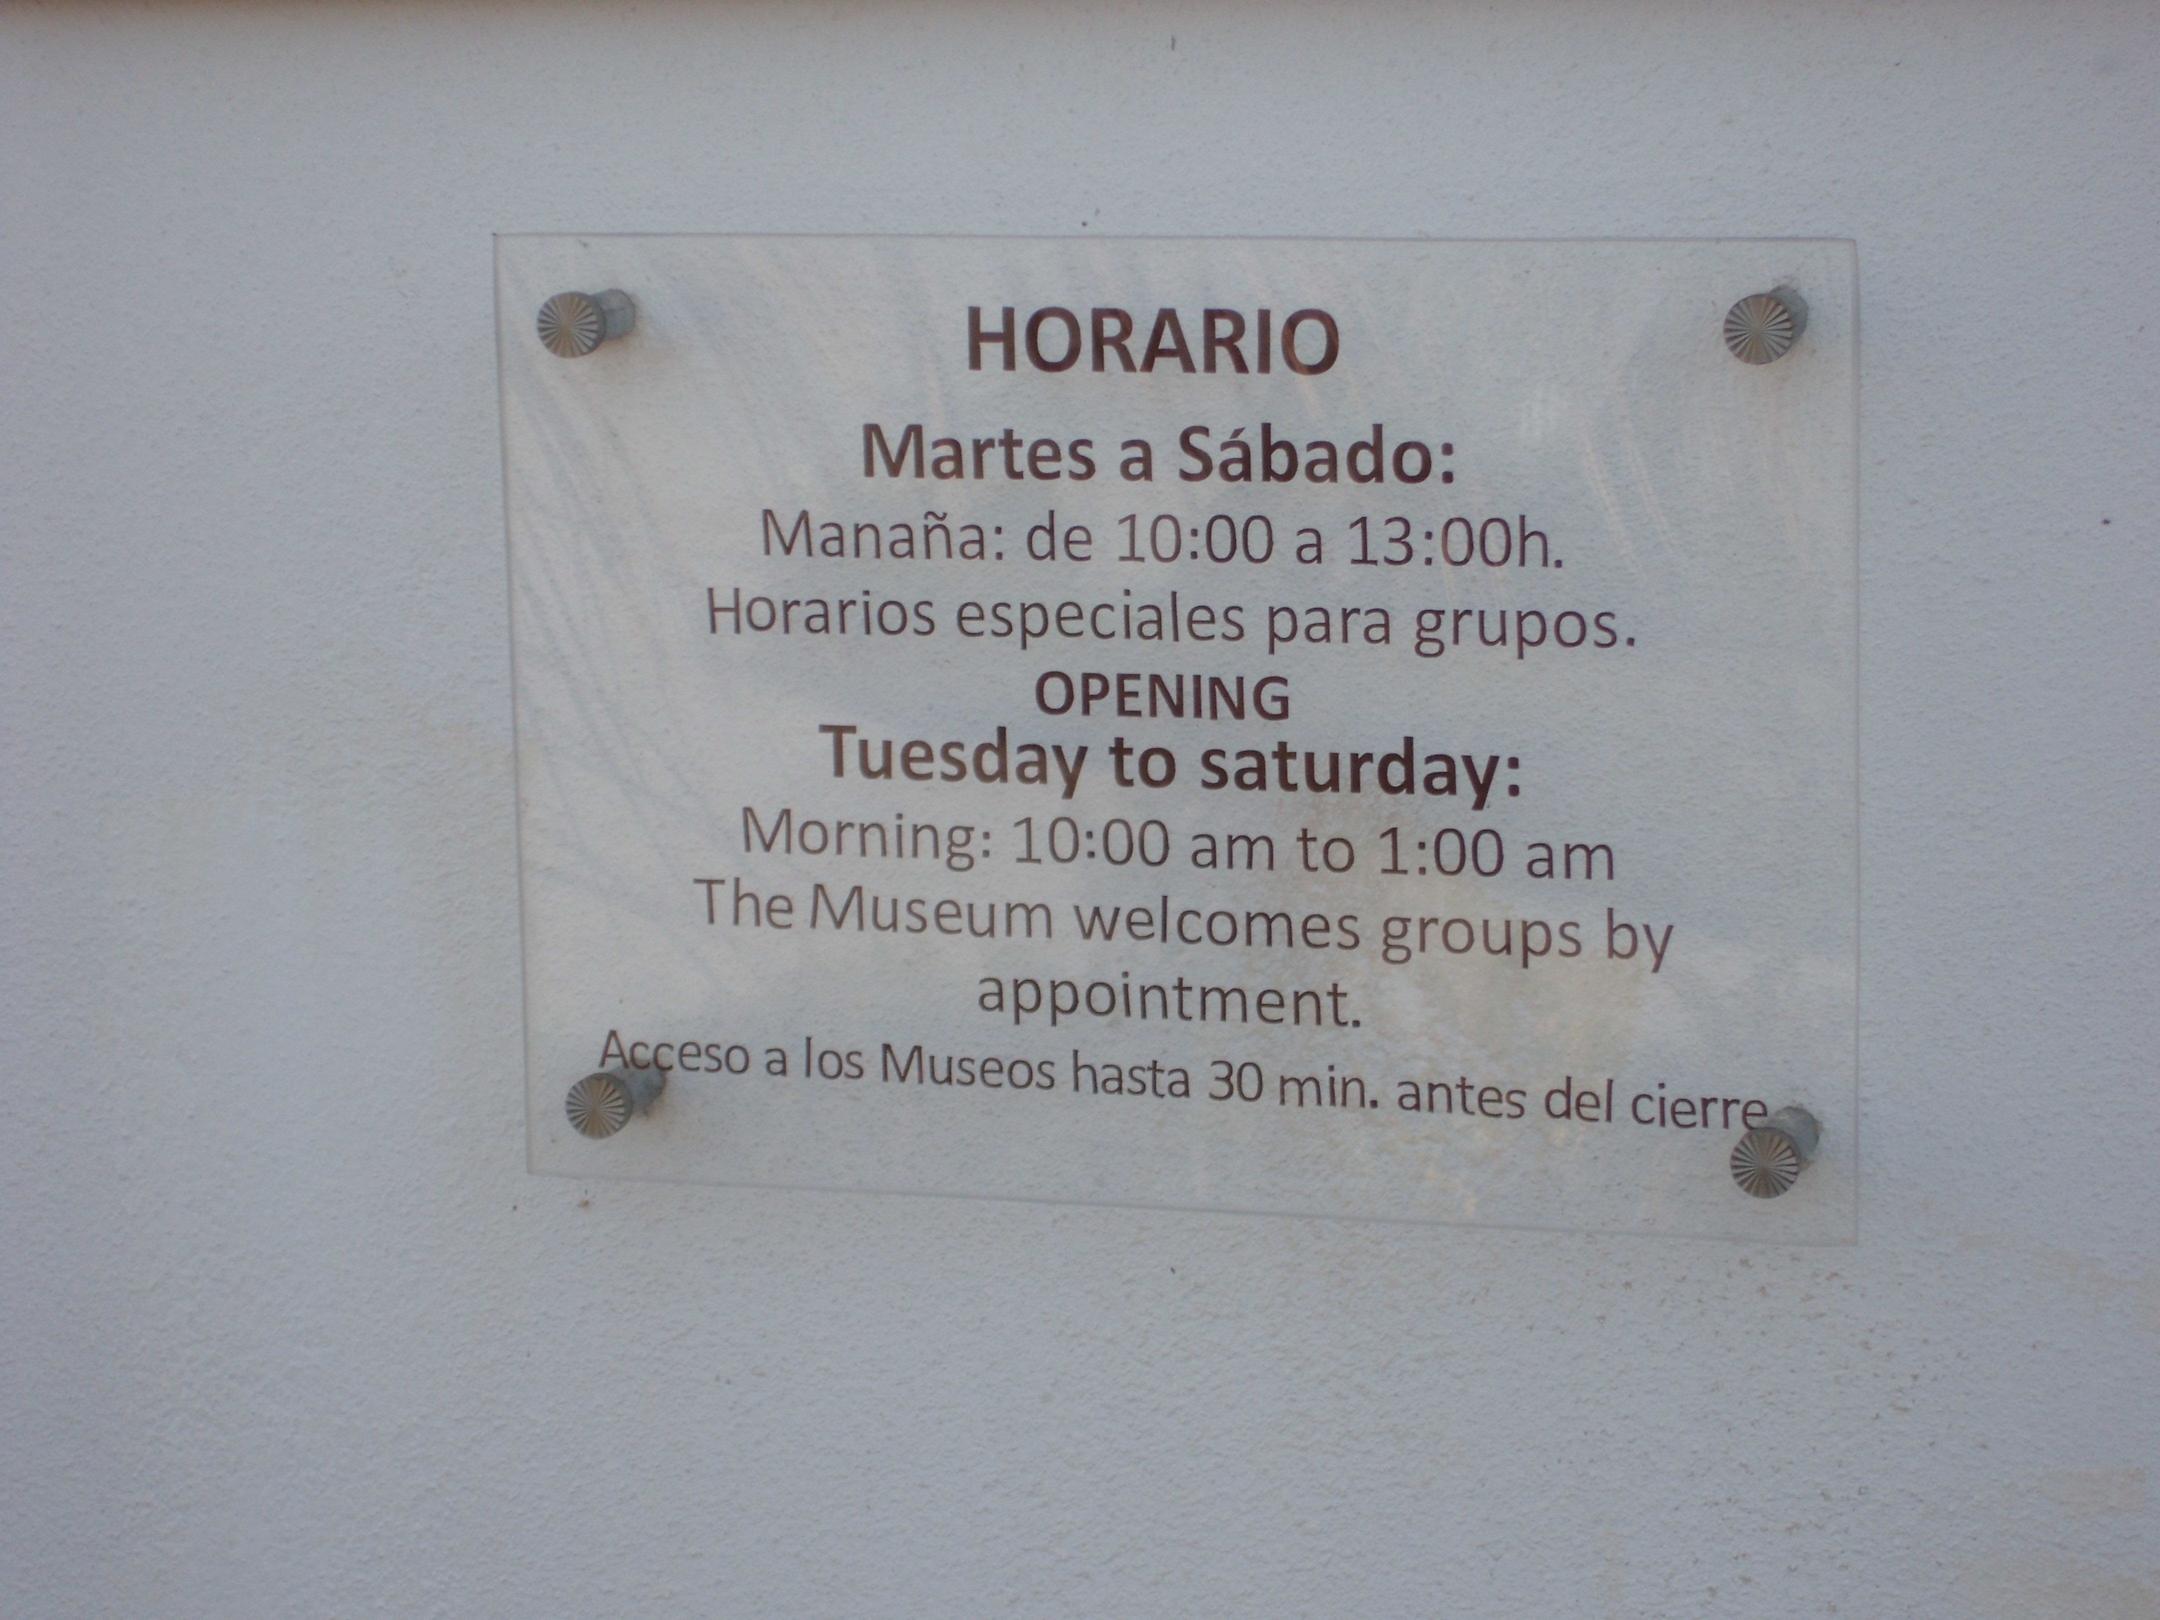 HORARIO
Martes a Sábado:
Manaña: de 10:00 a 13:00h.
Horarios especiales para grupos.
OPENING
Tuesday to saturday:
Morning: 10:00 am to 1:00 am
The Museum welcomes groups by
appointment.
Acceso a los Museos hasta 30 min. antes del cierre